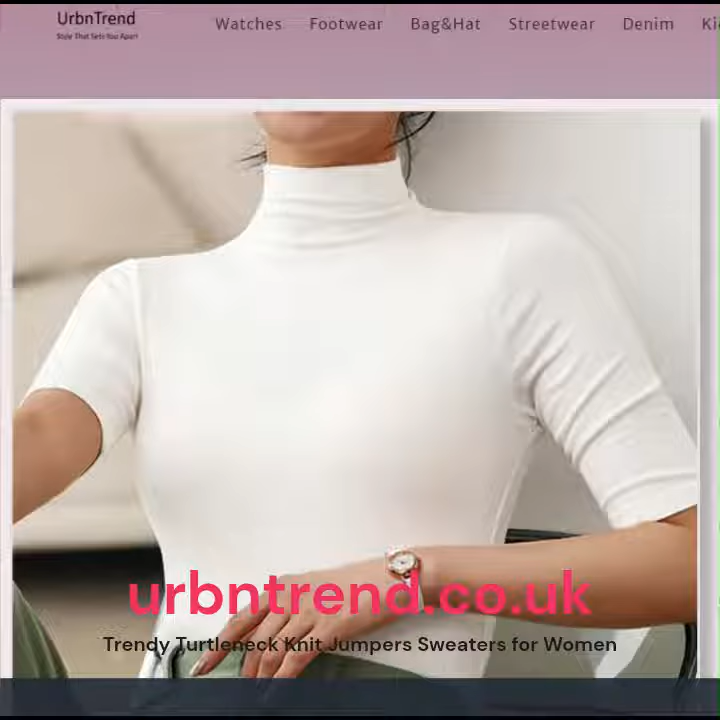 UrbnTrend
Style That Sets You Apart
Watches Footwear Bag&Hat Streetwear Denim
urbntrend.co.uk
Trendy Turtleneck Knit Jumpers Sweaters for Women